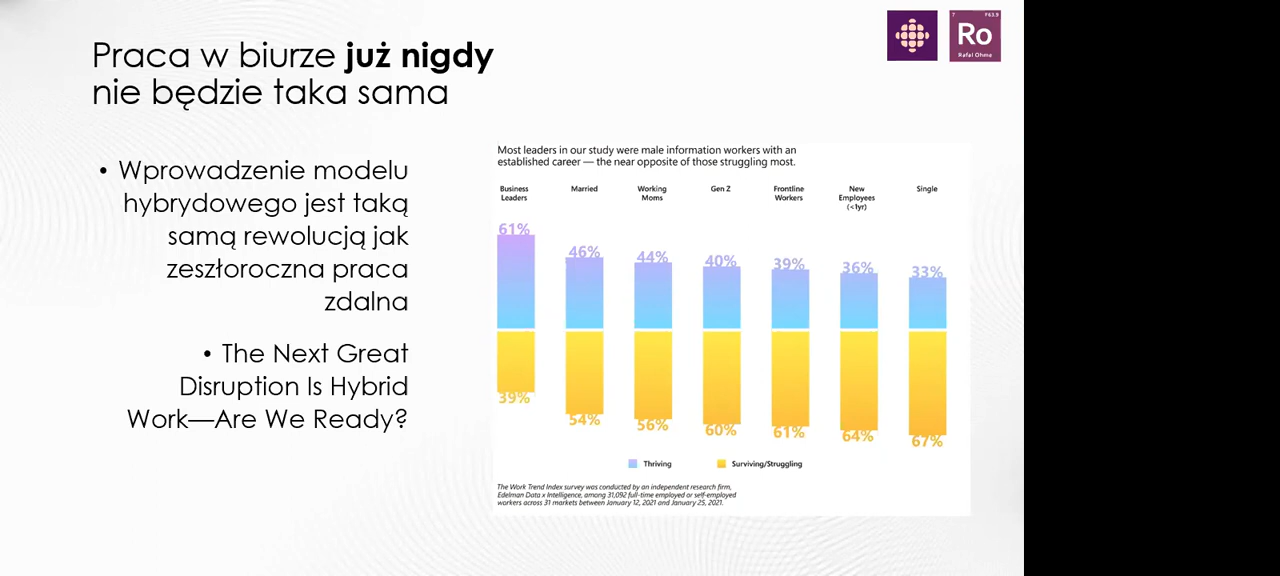 Praca w biurze już nigdy
nie będzie taka sama
7
F63,9
Ro
Rafal Ohme
• Wprowadzenie modelu
hybrydowego jest taką
samą rewolucją jak
zeszłoroczna praca
zdalna
• The Next Great
Disruption Is Hybrid
Work—Are We Ready?
Most leaders in our study were male information workers with an
established career — the near opposite of those struggling most.
Business
Leaders
Married
Working
Moms
Gen Z
Frontline
Workers
New
Employees
(<1yr)
Single
61%
46%
44%
40%
39%
36%
33%
39%
54%
56%
60%
61%
64%
67%
Thriving
Surviving/Struggling
The Work Trend Index survey was conducted by an independent research firm,
Edelman Data x Intelligence, among 31,092 full-time employed or self-employed
workers across 31 markets between January 12, 2021 and January 25, 2021.